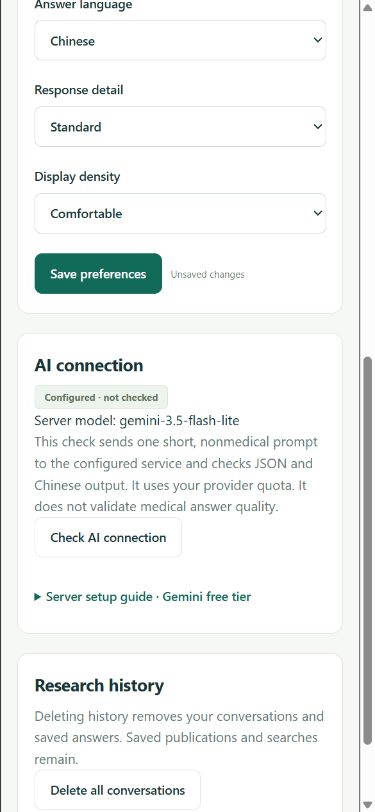 Answer language
Chinese
Response detail
Standard
Display density
Comfortable
Save preferences Unsaved changes
AI connection
Configured · not checked
Server model: gemini-3.5-flash-lite
This check sends one short, nonmedical prompt
to the configured service and checks JSON and
Chinese output. It uses your provider quota. It
does not validate medical answer quality.
Check AI connection
Server setup guide · Gemini free tier
Research history
Deleting history removes your conversations and
saved answers. Saved publications and searches
remain.
Delete all conversations